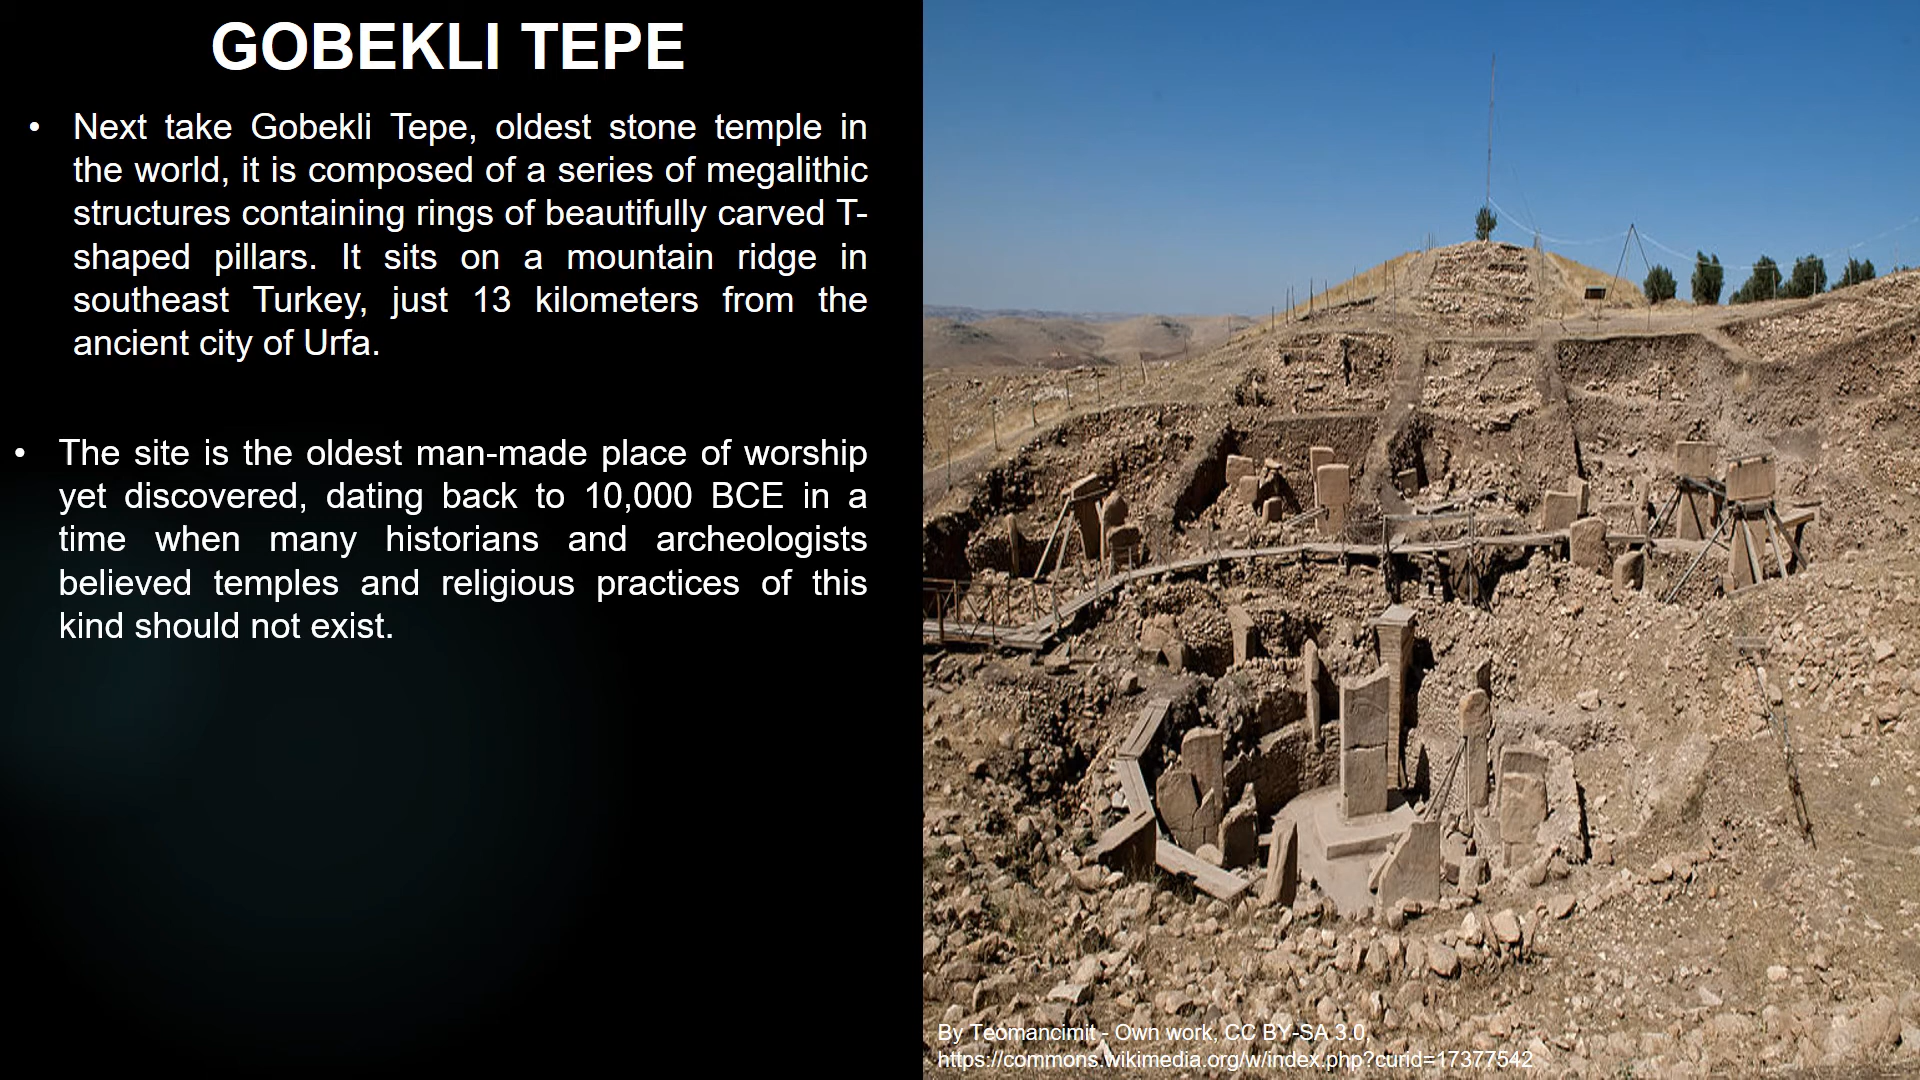 GOBEKLI TEPE
• Next take Gobekli Tepe, oldest stone temple in
the world, it is composed of a series of megalithic
structures containing rings of beautifully carved T-
shaped pillars. It sits on a mountain ridge in
southeast Turkey, just 13 kilometers from the
ancient city of Urfa.
• The site is the oldest man-made place of worship
yet discovered, dating back to 10,000 BCE in a
time when many historians and archeologists
believed temples and religious practices of this
kind should not exist.
By Teomancimit - Own work, CC BY-SA 3.0,
https://commons.wikimedia.org/w/index.php?curid=17377542